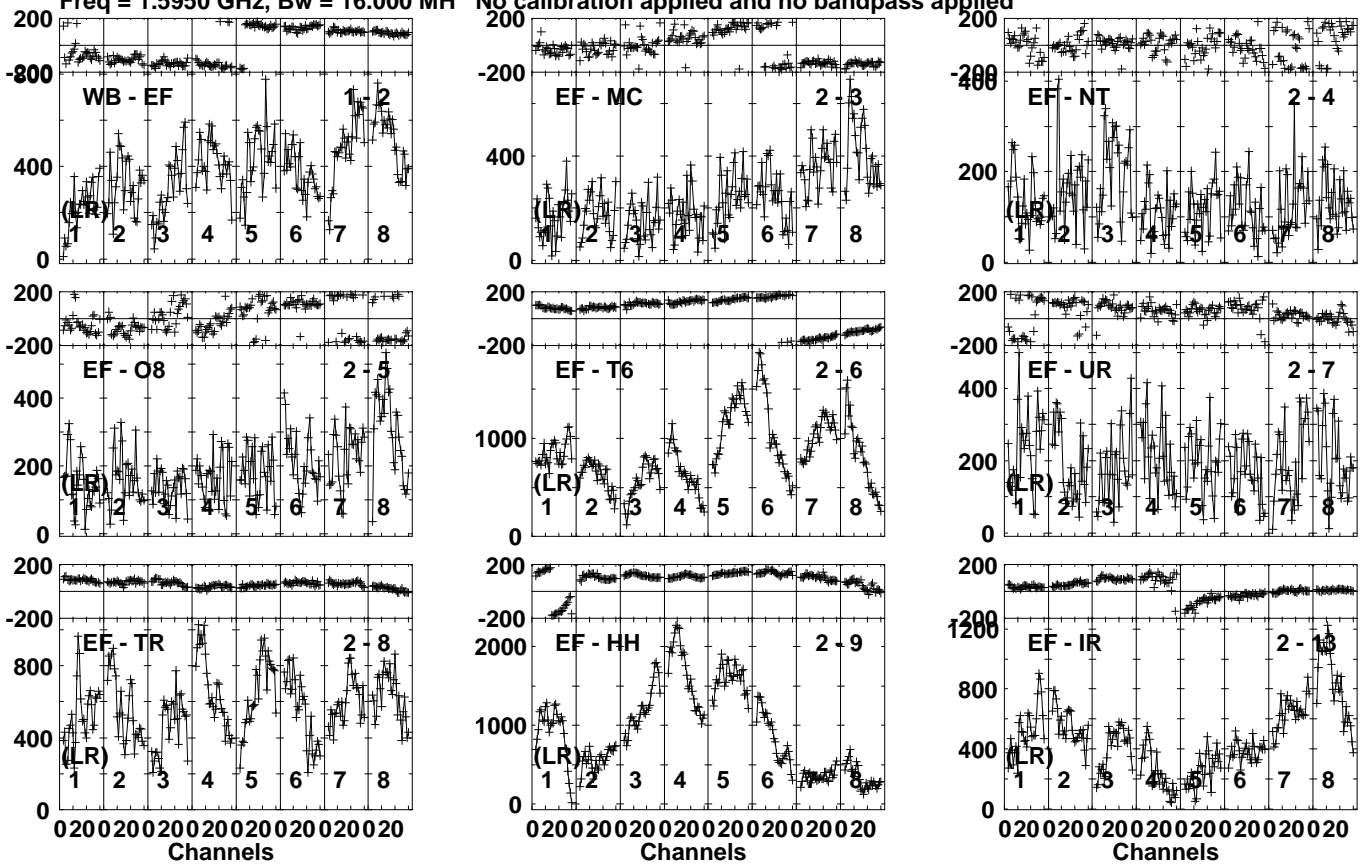 Freq = 1.5950 GHz, Bw = 16.000 MH No calibration applied and no bandpass applied
200
-200
800
WB - EF 1 - 2
400
(LR)
1 2 3 4 5 6 7 8
0
200
-200
EF - MC 2 - 3
400
(LR)
1 2 3 4 5 6 7 8
0
200
-200
400
EF - NT 2 - 4
200
(LR)
1 2 3 4 5 6 7 8
0
200
-200
EF - O8 2 - 5
400
200
(LR)
1 2 3 4 5 6 7 8
0
200
-200
EF - T6 2 - 6
1000
(LR)
1 2 3 4 5 6 7 8
0
200
-200
EF - UR 2 - 7
400
200
(LR)
1 2 3 4 5 6 7 8
0
200
-200
EF - TR 2 - 8
800
400
(LR)
1 2 3 4 5 6 7 8
0
0 20 0 20 0 20 0 20 0 20 0 20 0 20 0 20
Channels
200
-200
EF - HH 2 - 9
2000
1000
(LR)
1 2 3 4 5 6 7 8
0
0 20 0 20 0 20 0 20 0 20 0 20 0 20 0 20
Channels
200
-200
1200
EF - IR 2 - 13
800
400
(LR)
1 2 3 4 5 6 7 8
0
0 20 0 20 0 20 0 20 0 20 0 20 0 20 0 20
Channels